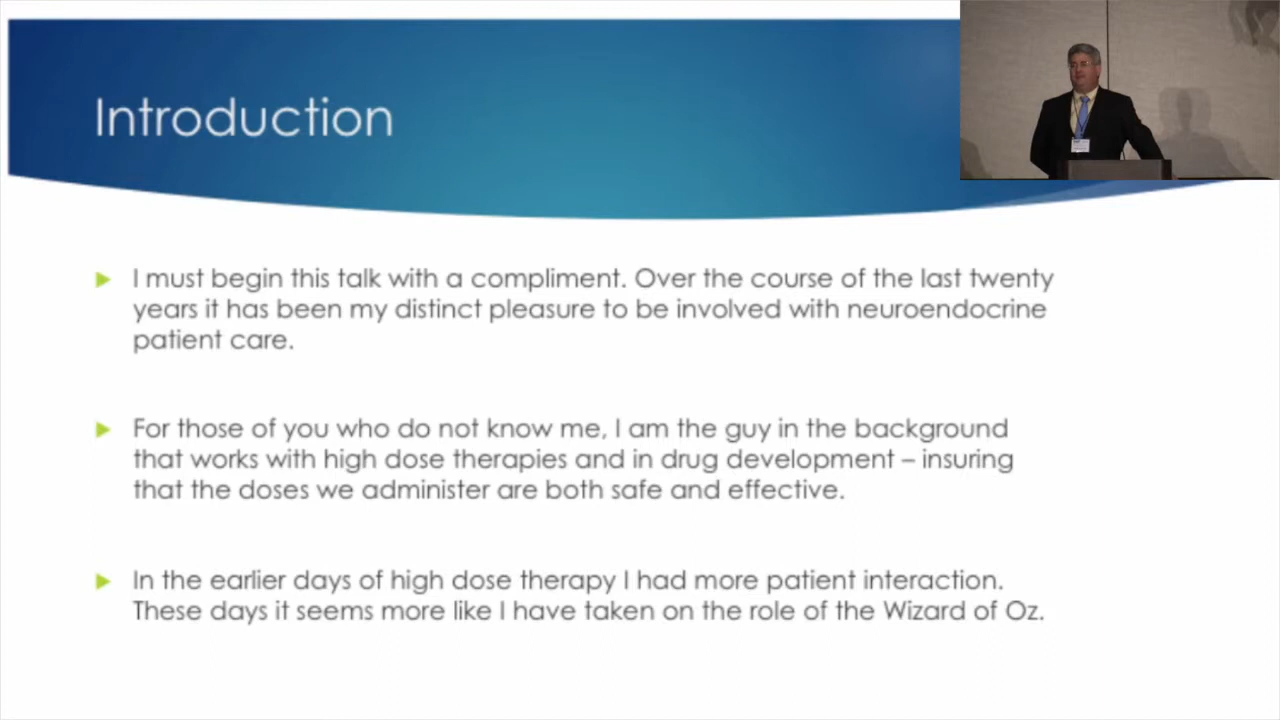 Introduction
I must begin this talk with a compliment. Over the course of the last twenty
years it has been my distinct pleasure to be involved with neuroendocrine
patient care.
For those of you who do not know me, I am the guy in the background
that works with high dose therapies and in drug development – insuring
that the doses we administer are both safe and effective.
In the earlier days of high dose therapy I had more patient interaction.
These days it seems more like I have taken on the role of the Wizard of Oz.